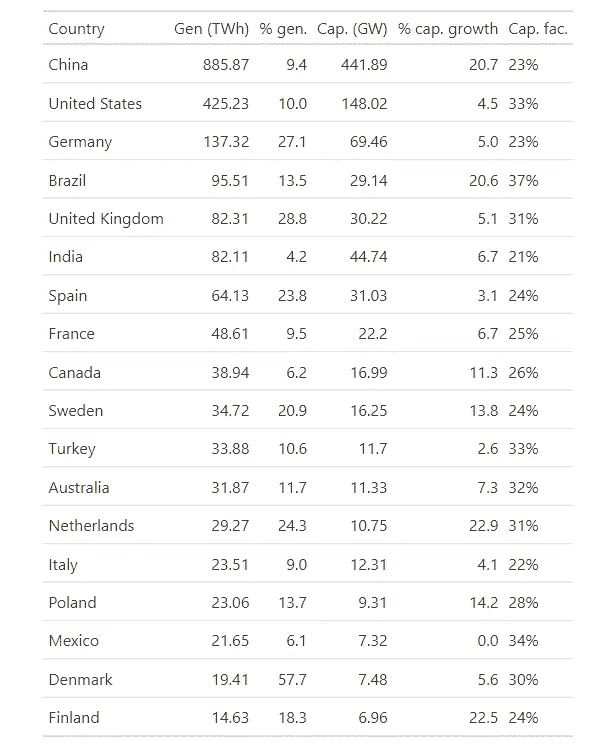 Country Gen (TWh) % gen. Cap. (GW) % cap. growth Cap. fac.
China 885.87 9.4 441.89 20.7 23%
United States 425.23 10.0 148.02 4.5 33%
Germany 137.32 27.1 69.46 5.0 23%
Brazil 95.51 13.5 29.14 20.6 37%
United Kingdom 82.31 28.8 30.22 5.1 31%
India 82.11 4.2 44.74 6.7 21%
Spain 64.13 23.8 31.03 3.1 24%
France 48.61 9.5 22.2 6.7 25%
Canada 38.94 6.2 16.99 11.3 26%
Sweden 34.72 20.9 16.25 13.8 24%
Turkey 33.88 10.6 11.7 2.6 33%
Australia 31.87 11.7 11.33 7.3 32%
Netherlands 29.27 24.3 10.75 22.9 31%
Italy 23.51 9.0 12.31 4.1 22%
Poland 23.06 13.7 9.31 14.2 28%
Mexico 21.65 6.1 7.32 0.0 34%
Denmark 19.41 57.7 7.48 5.6 30%
Finland 14.63 18.3 6.96 22.5 24%